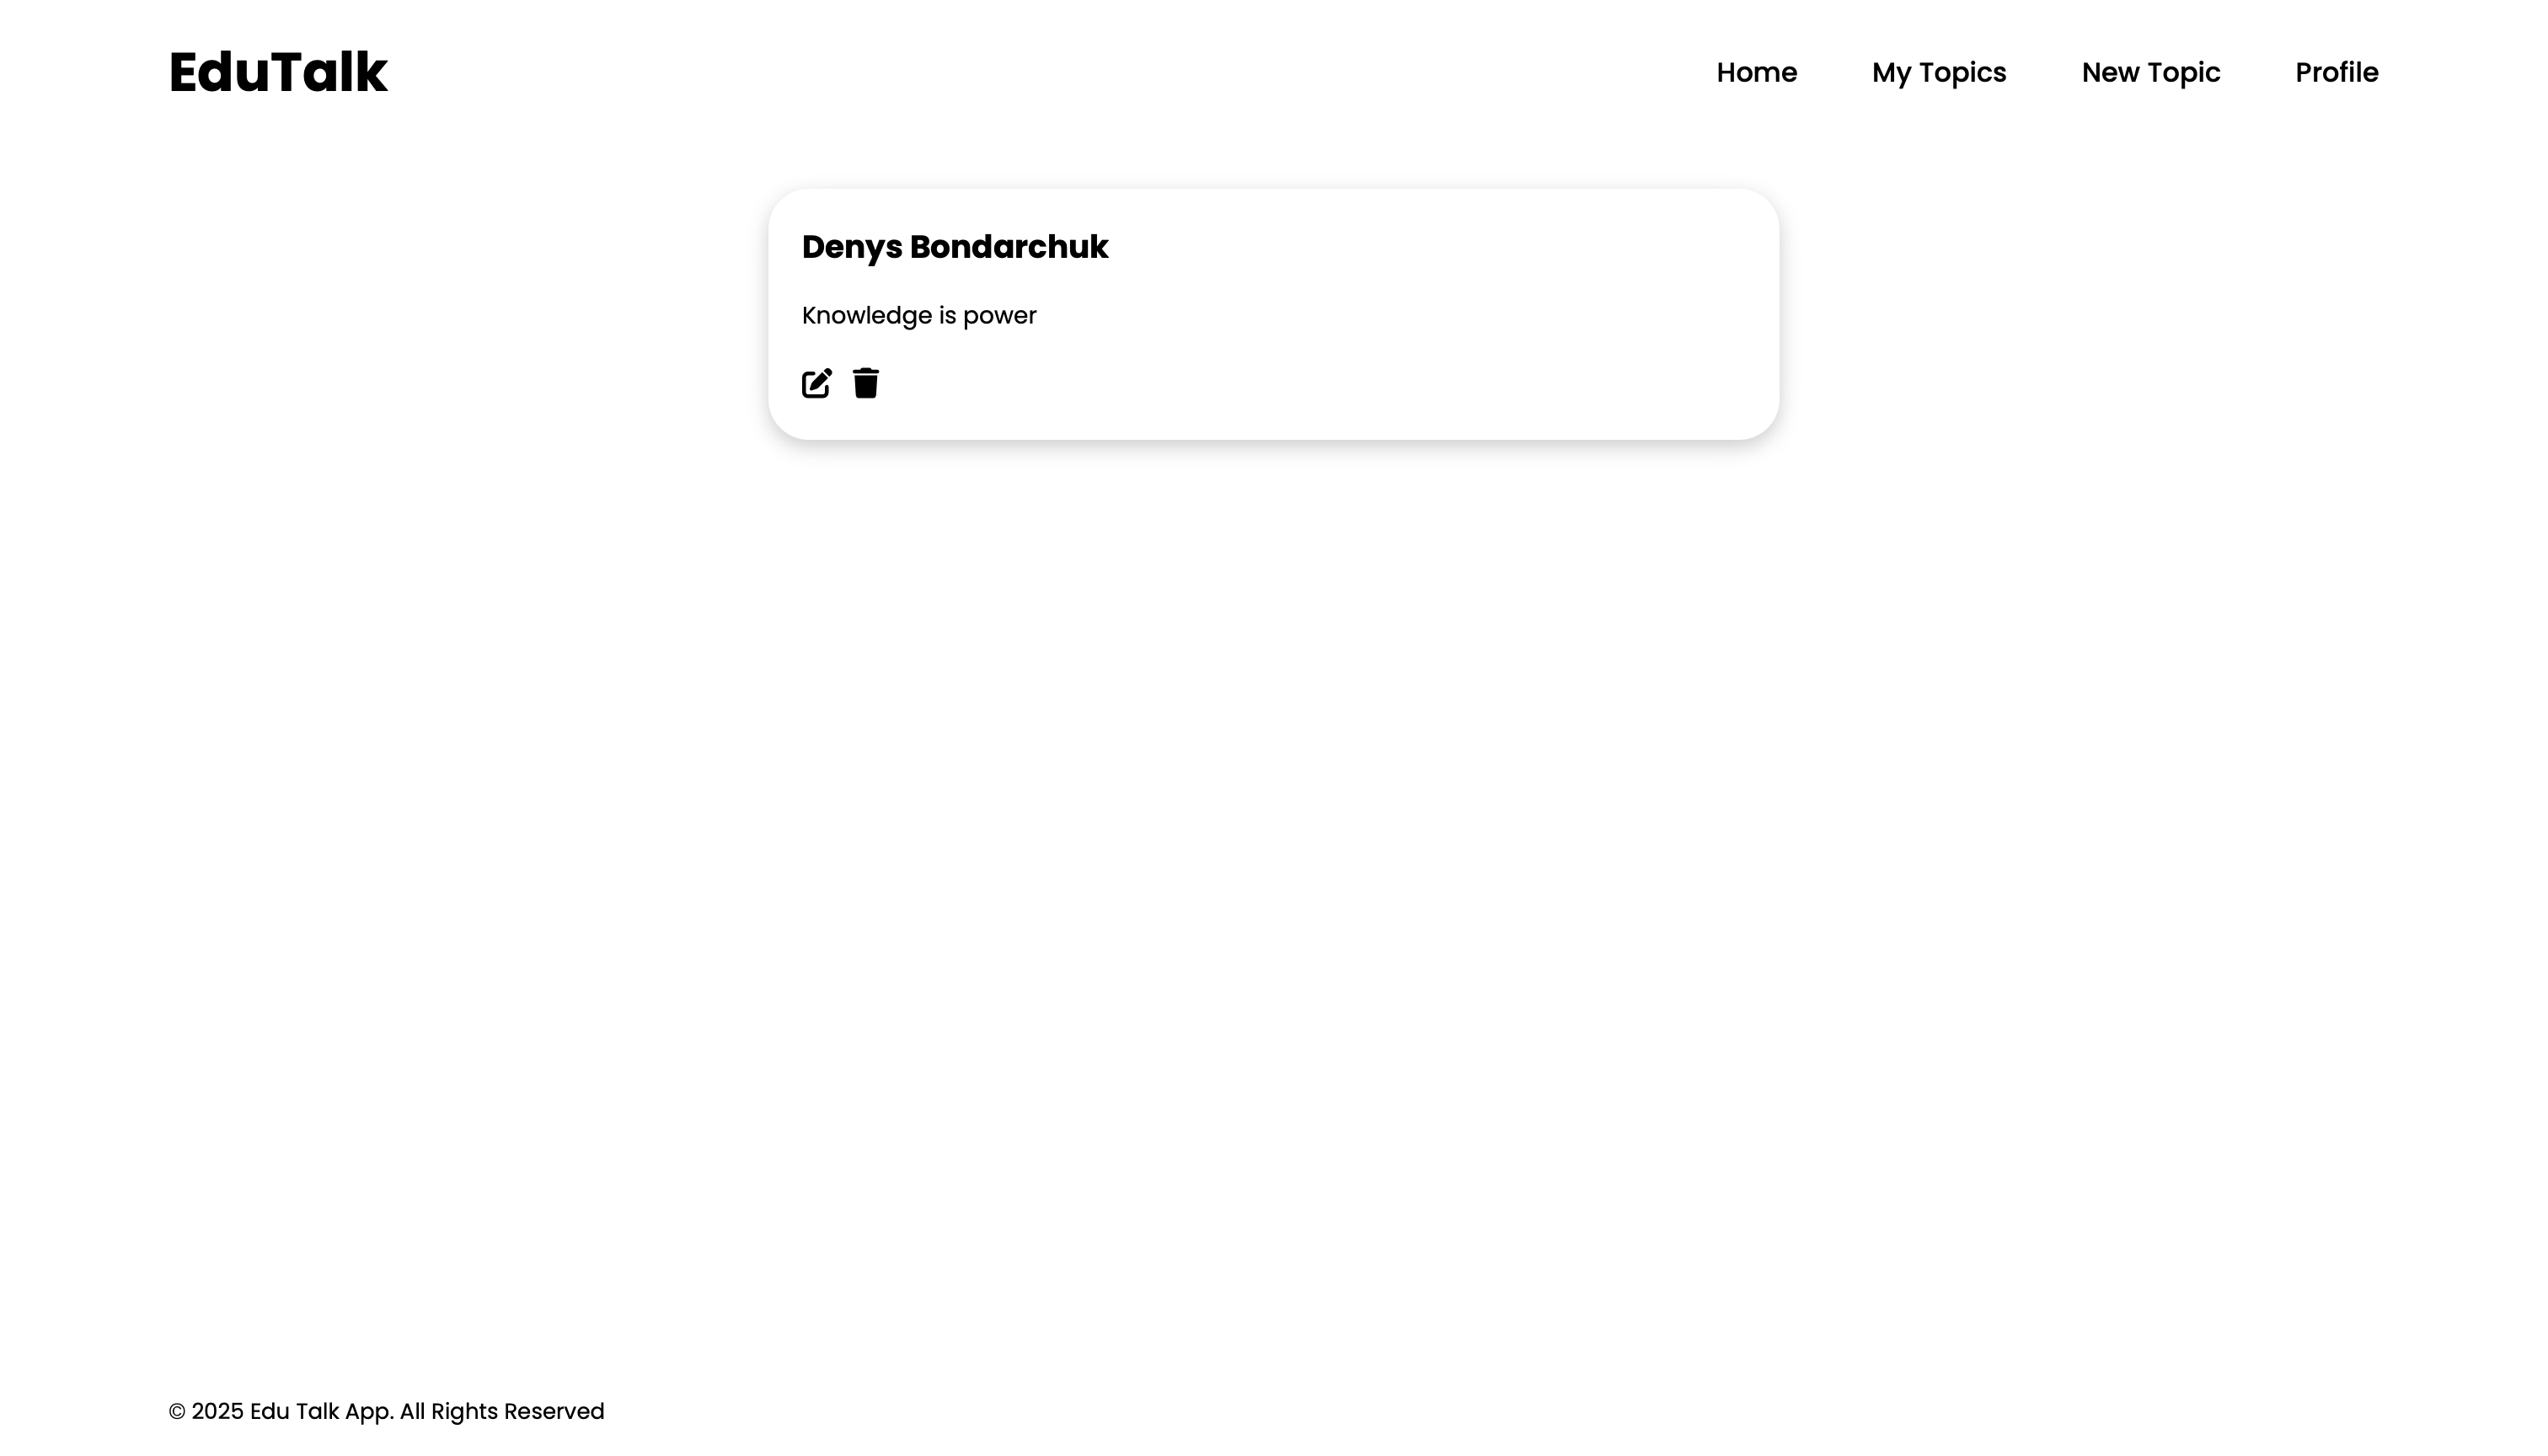 EduTalk
Home
My Topics
New Topic
Profile
Denys Bondarchuk
Knowledge is power
© 2025 Edu Talk App. All Rights Reserved